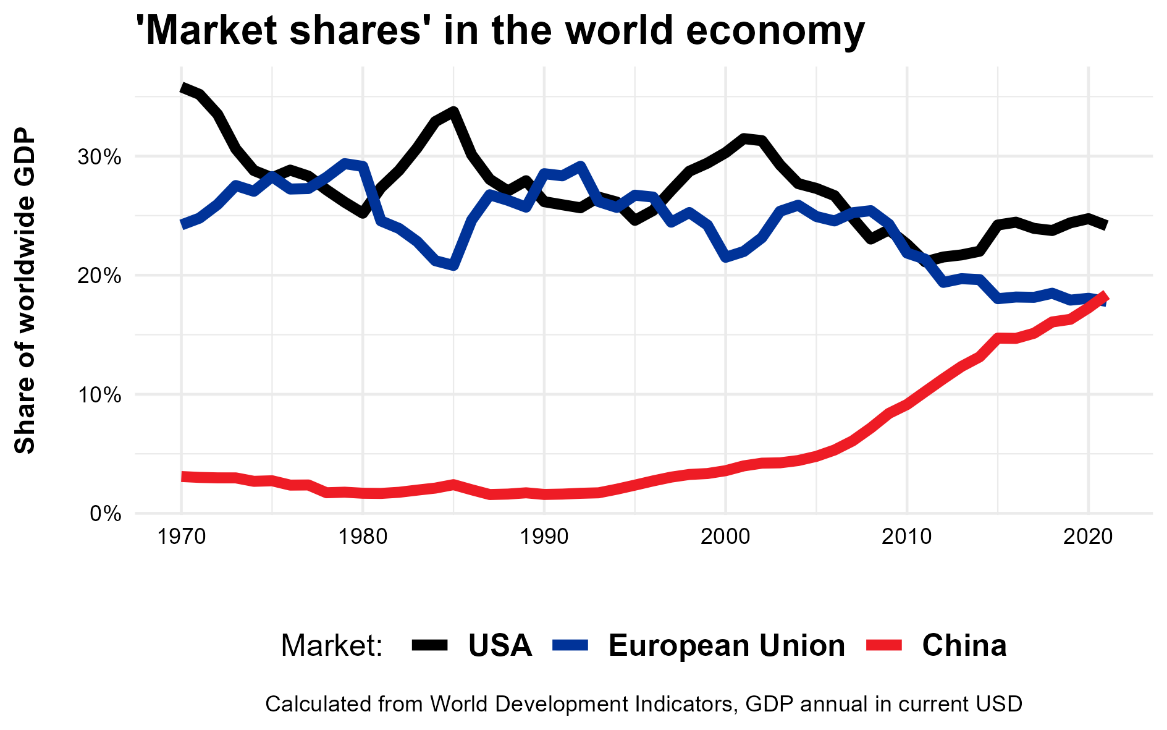 'Market shares' in the world economy
Share of worldwide GDP
30%
20%
10%
0%
1970 1980 1990 2000 2010 2020
Market: USA European Union China
Calculated from World Development Indicators, GDP annual in current USD